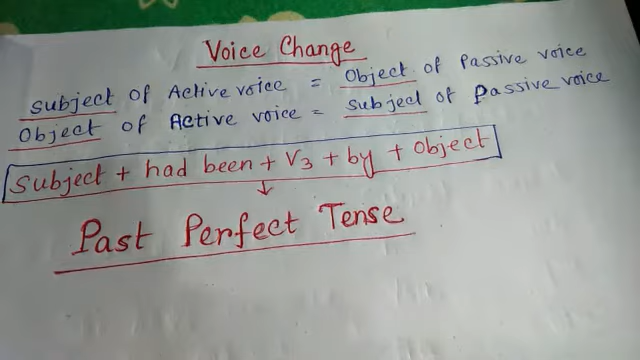 Voice Change
Subject of Active voice = Object of Passive voice
Object of Active voice = Subject of Passive voice
Subject + had been + V3 + by + Object
↓
Past Perfect Tense